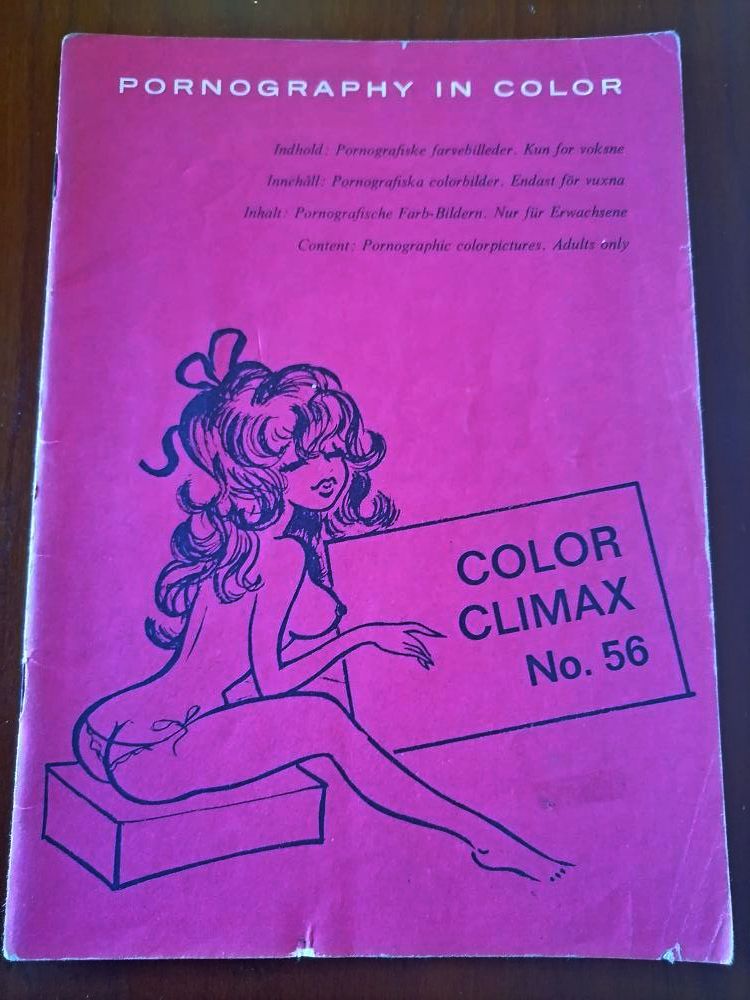 PORNOGRAPHY IN COLOR
Indhold: Pornografiske farvebilleder. Kun for voksne
Innehåll: Pornografiska colorbilder. Endast för vuxna
Inhalt: Pornografische Farb-Bildern. Nur für Erwachsene
Content: Pornographic colorpictures. Adults only
COLOR
CLIMAX
No. 56